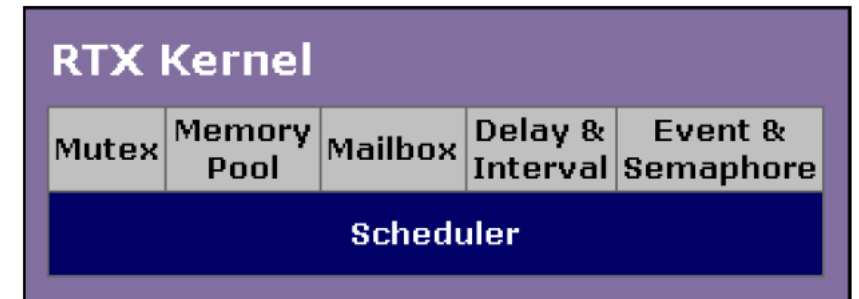 RTX Kernel
Mutex
Memory
Pool
Mailbox
Delay &
Interval
Event &
Semaphore
Scheduler